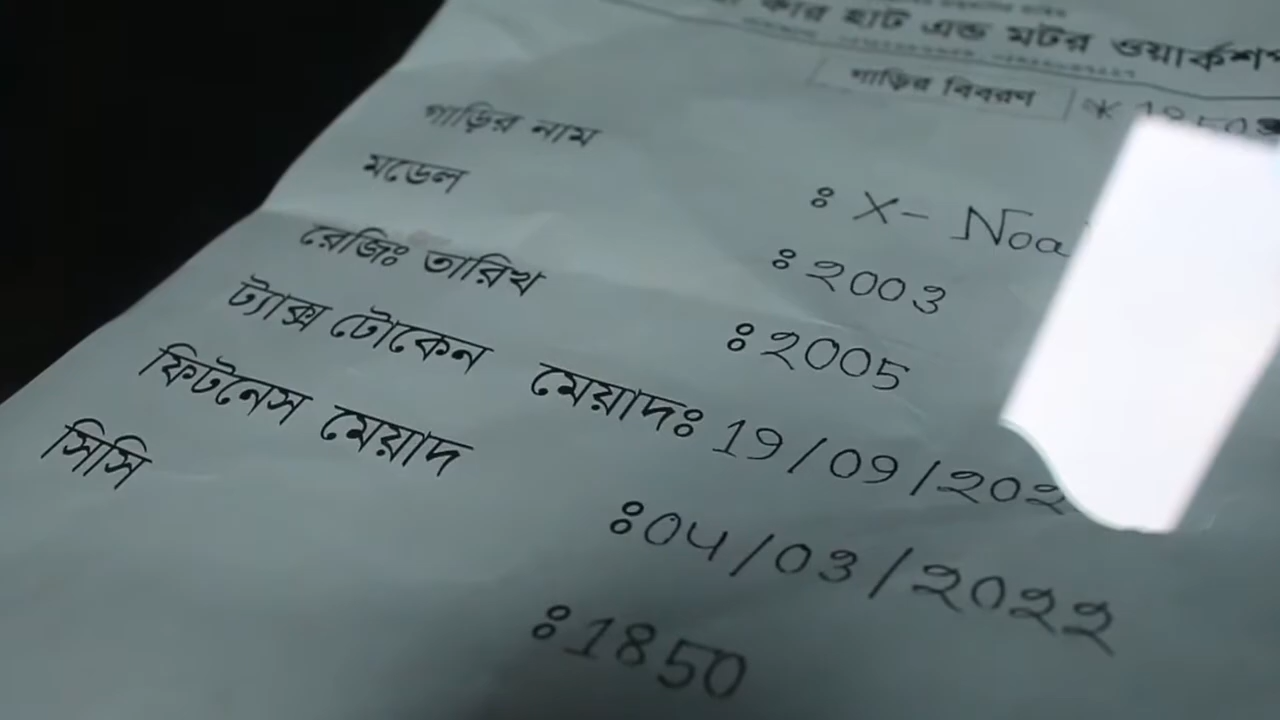 কার হাট এন্ড মটর ওয়ার্কশপ
গাড়ির বিবরণ
গাড়ির নাম : X- Noa
মডেল : 2003
রেজিঃ তারিখ : 2005
ট্যাক্স টোকেন মেয়াদঃ 19/09/202
ফিটনেস মেয়াদ : 04/03/2022
সিসি : 1850